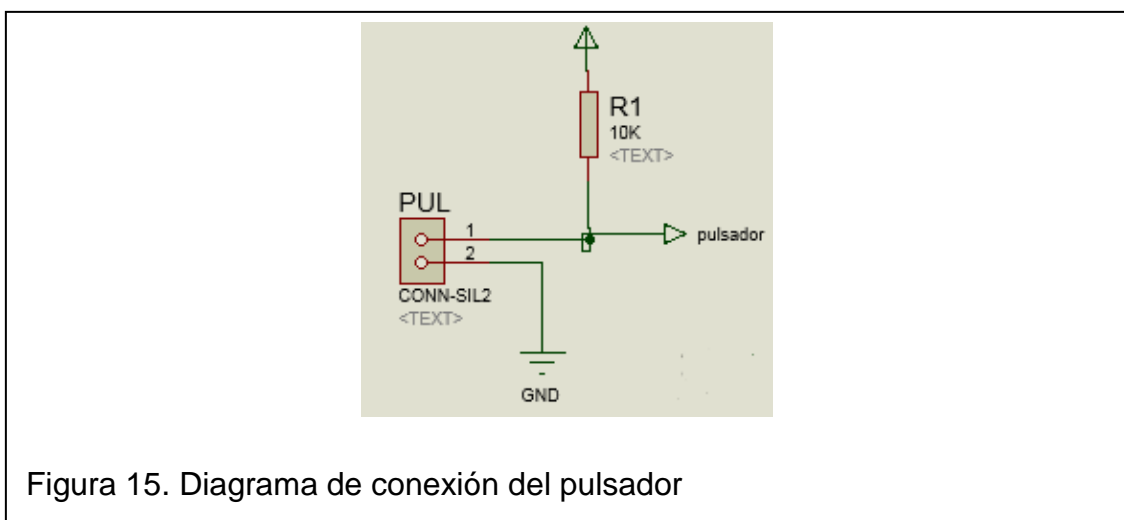 R1
10K
<TEXT>
PUL
1
2
pulsador
CONN-SIL2
<TEXT>
GND
Figura 15. Diagrama de conexión del pulsador